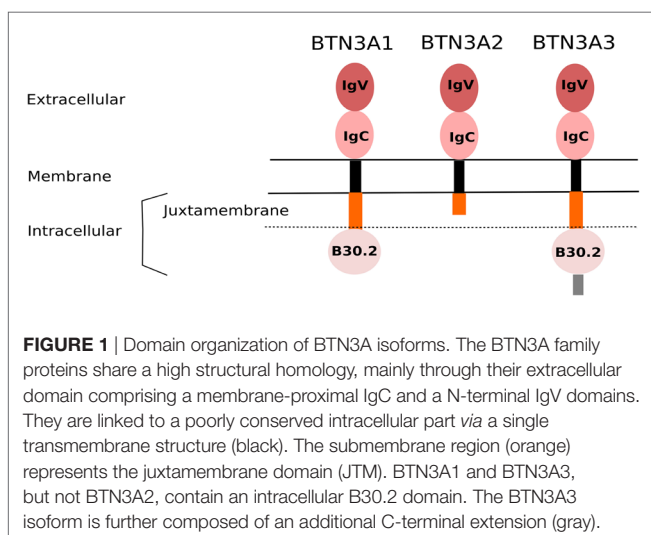 BTN3A1 BTN3A2 BTN3A3
IgV IgV IgV
Extracellular
IgC IgC IgC
Membrane
Juxtamembrane
Intracellular
B30.2 B30.2
FIGURE 1 | Domain organization of BTN3A isoforms. The BTN3A family
proteins share a high structural homology, mainly through their extracellular
domain comprising a membrane-proximal IgC and a N-terminal IgV domains.
They are linked to a poorly conserved intracellular part via a single
transmembrane structure (black). The submembrane region (orange)
represents the juxtamembrane domain (JTM). BTN3A1 and BTN3A3,
but not BTN3A2, contain an intracellular B30.2 domain. The BTN3A3
isoform is further composed of an additional C-terminal extension (gray).